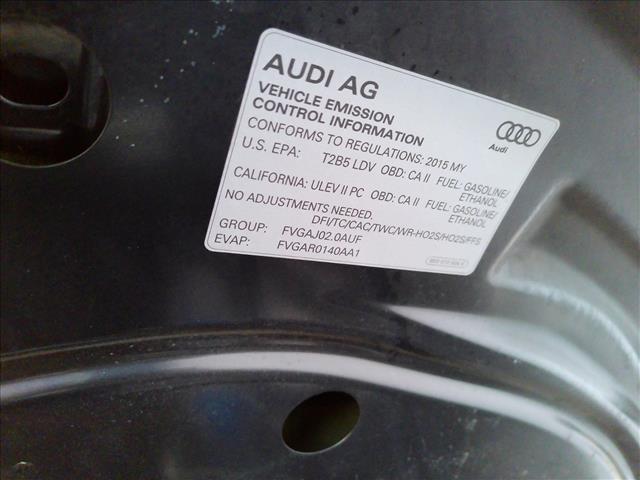 AUDI AG
VEHICLE EMISSION
CONTROL INFORMATION
CONFORMS TO REGULATIONS: 2015 MY
U.S. EPA: T2B5 LDV OBD: CA II FUEL: GASOLINE/
ETHANOL
CALIFORNIA: ULEV II PC OBD: CA II FUEL: GASOLINE/
ETHANOL
NO ADJUSTMENTS NEEDED.
DFI/TC/CAC/TWC/WR-HO2S/HO2S/FFS
GROUP: FVGAJ02.0AUF
EVAP: FVGAR0140AA1
Audi